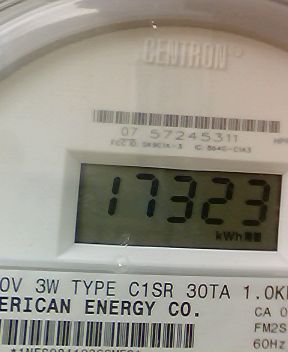 CENTRON
07 57245311
17323
kWh
0V 3W TYPE C1SR 30TA 1.0K
ERICAN ENERGY CO.
CA 0
FM2S
60Hz